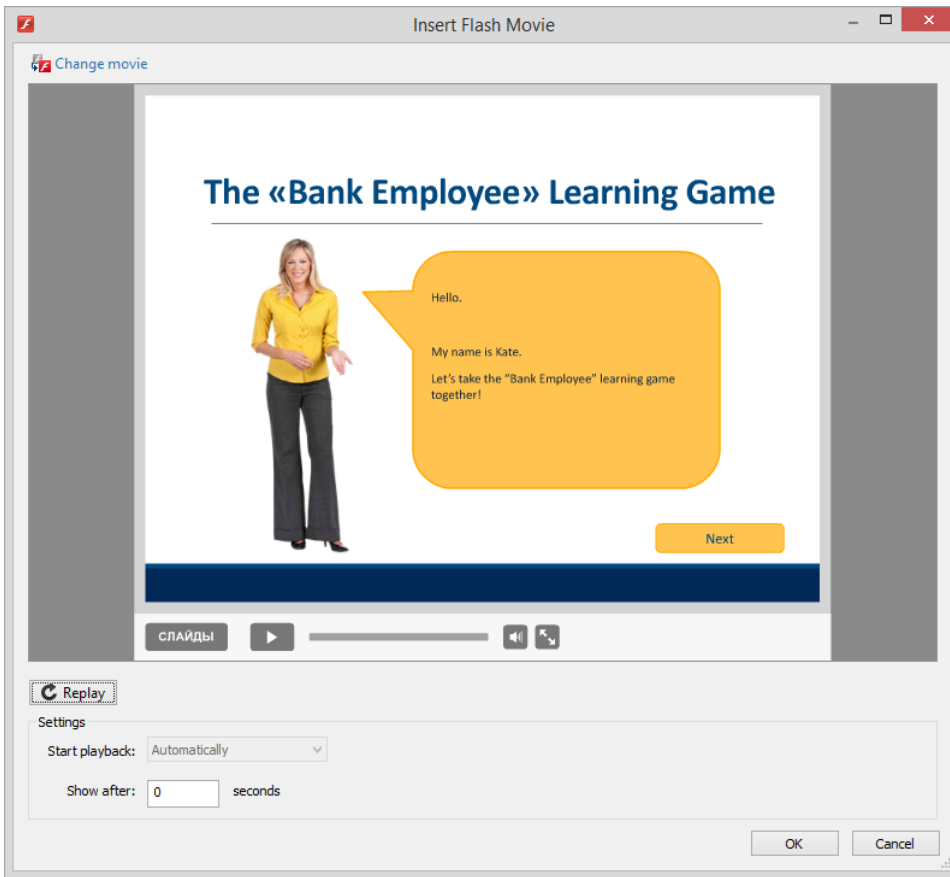 Insert Flash Movie
Change movie
The «Bank Employee» Learning Game
Hello.
My name is Kate.
Let's take the "Bank Employee" learning game
together!
Next
СЛАЙДЫ
Replay
Settings
Start playback: Automatically
Show after: 0 seconds
OK Cancel